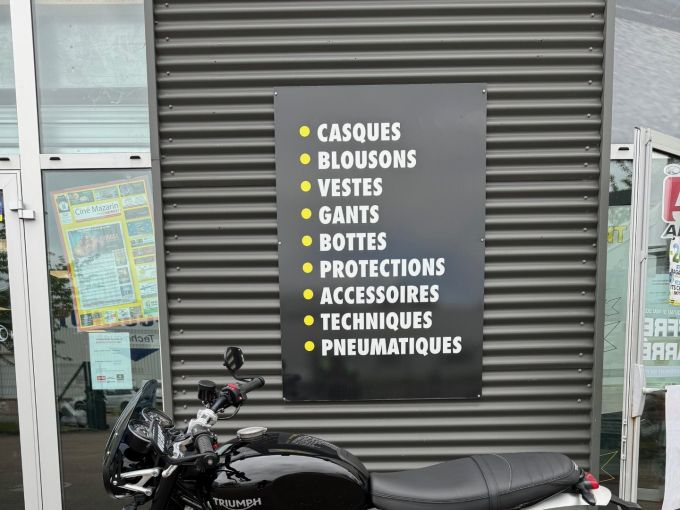 CASQUES
BLOUSONS
VESTES
GANTS
BOTTES
PROTECTIONS
ACCESSOIRES
TECHNIQUES
PNEUMATIQUES
Ciné Mazarin
TRIUMPH